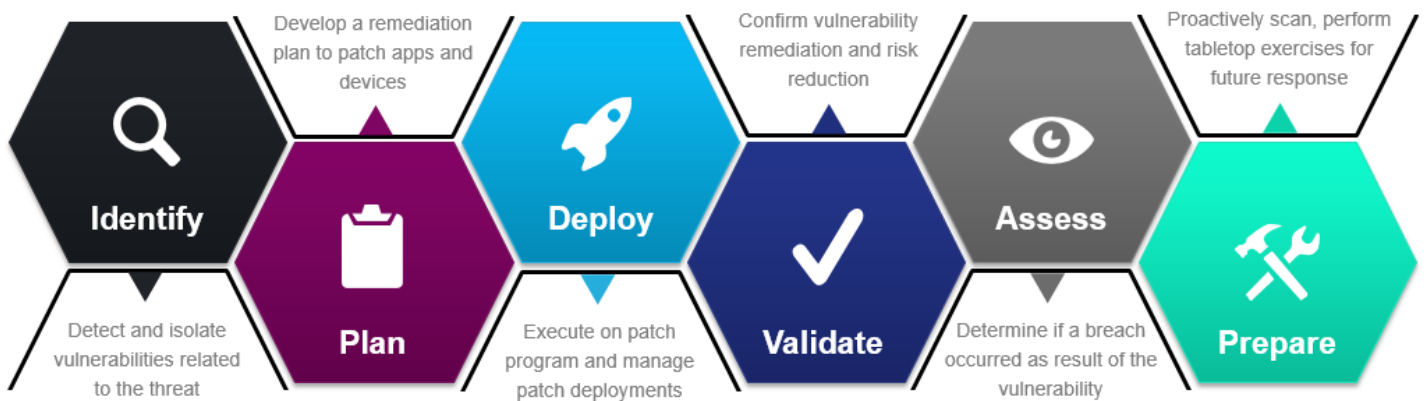 Identify
Detect and isolate
vulnerabilities related
to the threat
Develop a remediation
plan to patch apps and
devices
Plan
Deploy
Execute on patch
program and manage
patch deployments
Confirm vulnerability
remediation and risk
reduction
Validate
Assess
Determine if a breach
occurred as result of the
vulnerability
Proactively scan, perform
tabletop exercises for
future response
Prepare